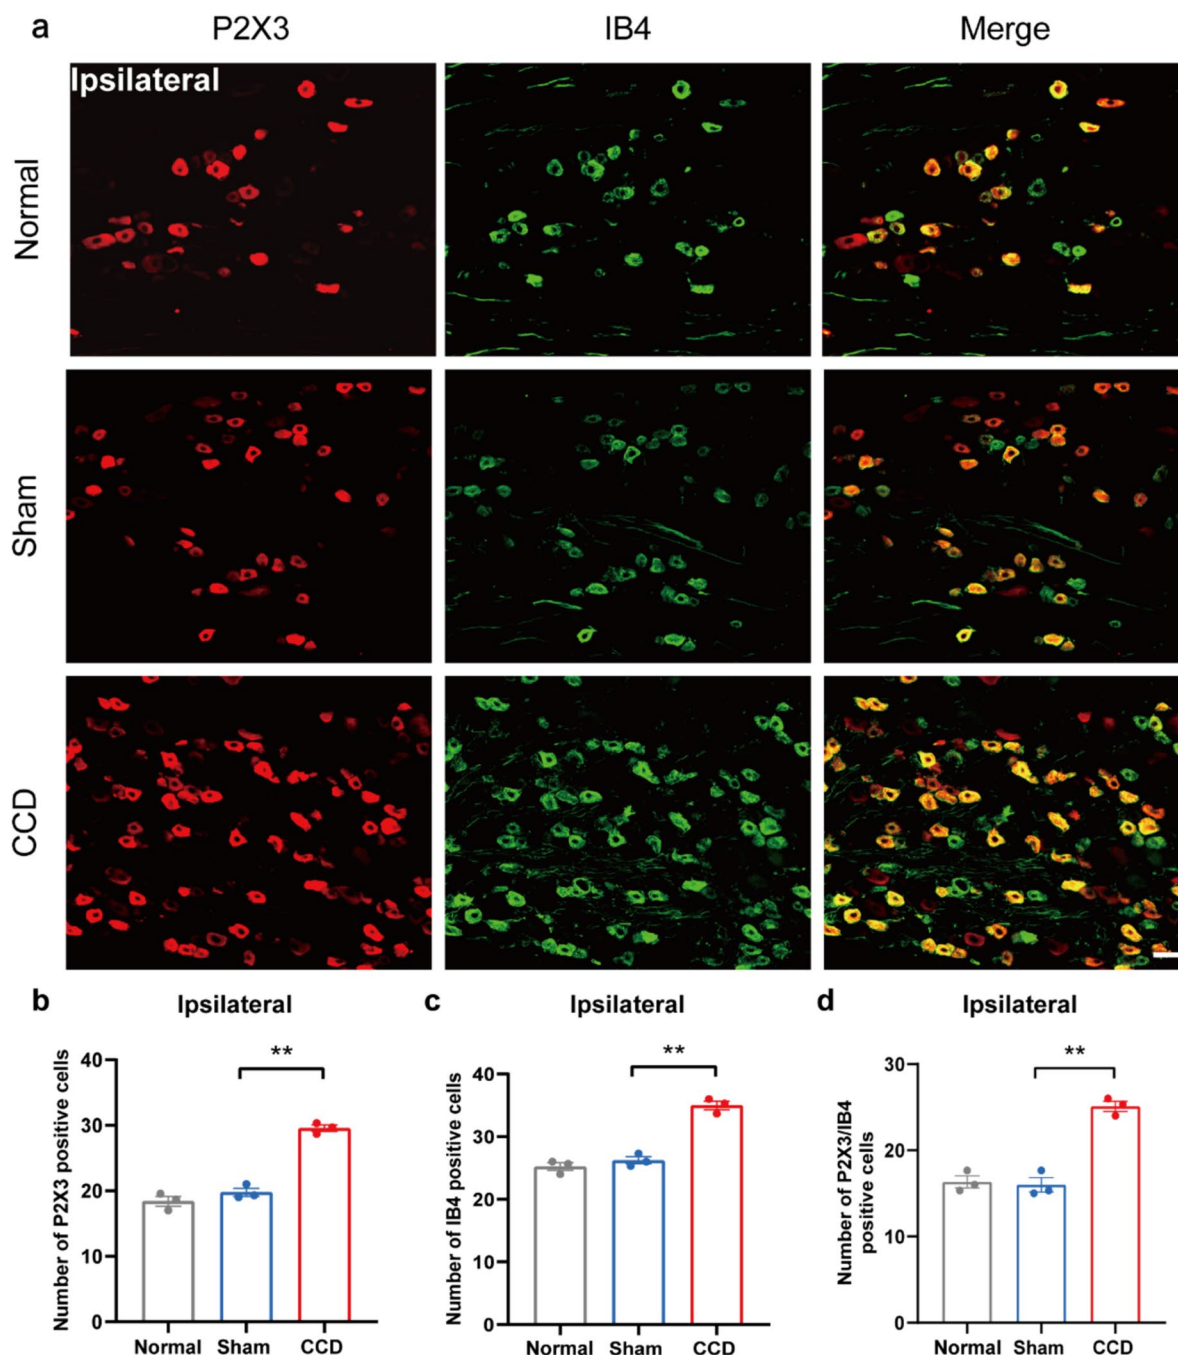 a
P2X3
IB4
Merge
Ipsilateral
Normal
Sham
CCD
b
Ipsilateral
Number of P2X3 positive cells
40
30
20
10
0
**
Normal
Sham
CCD
c
Ipsilateral
Number of IB4 positive cells
40
30
20
10
0
**
Normal
Sham
CCD
d
Ipsilateral
Number of P2X3/IB4
positive cells
30
20
10
0
**
Normal
Sham
CCD